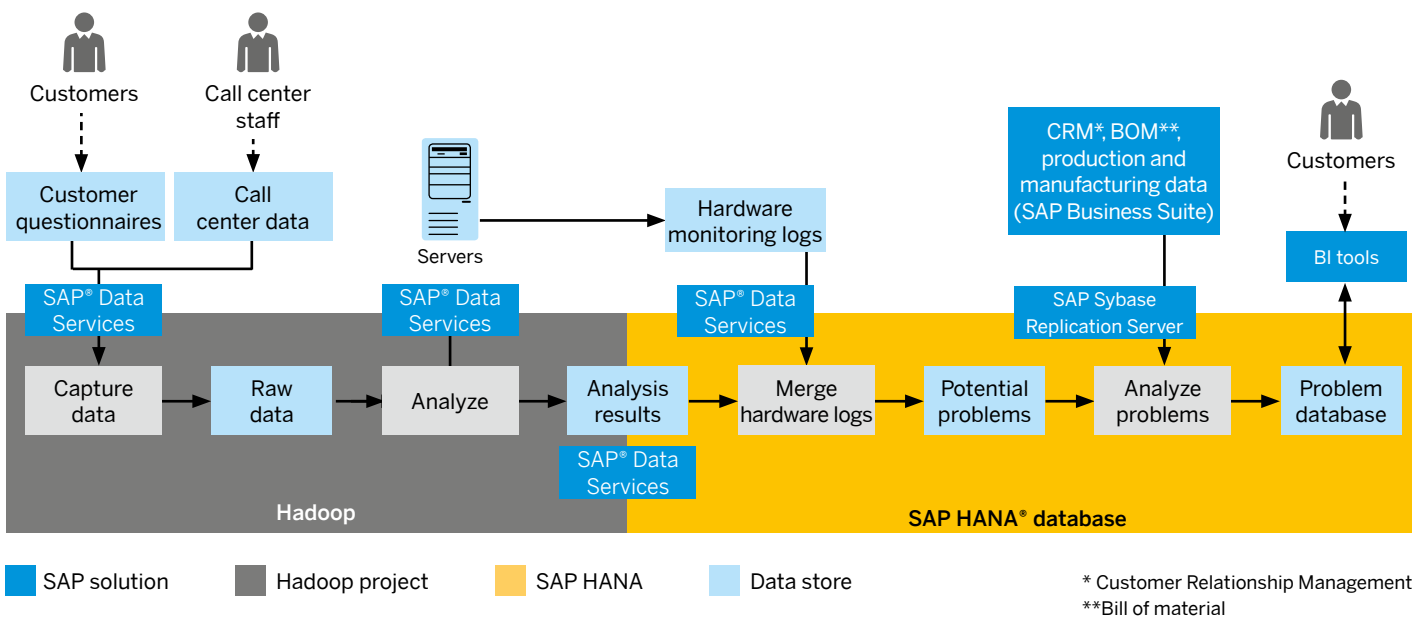 Customers
Call center
staff
Customer
questionnaires
Call
center data
Servers
Hardware
monitoring logs
CRM*, BOM**,
production and
manufacturing data
(SAP Business Suite)
Customers
BI tools
SAP® Data
Services
SAP® Data
Services
SAP® Data
Services
SAP Sybase
Replication Server
Capture
data
Raw
data
Analyze
Analysis
results
Merge
hardware logs
Potential
problems
Analyze
problems
Problem
database
SAP® Data
Services
Hadoop
SAP HANA® database
SAP solution
Hadoop project
SAP HANA
Data store
* Customer Relationship Management
**Bill of material